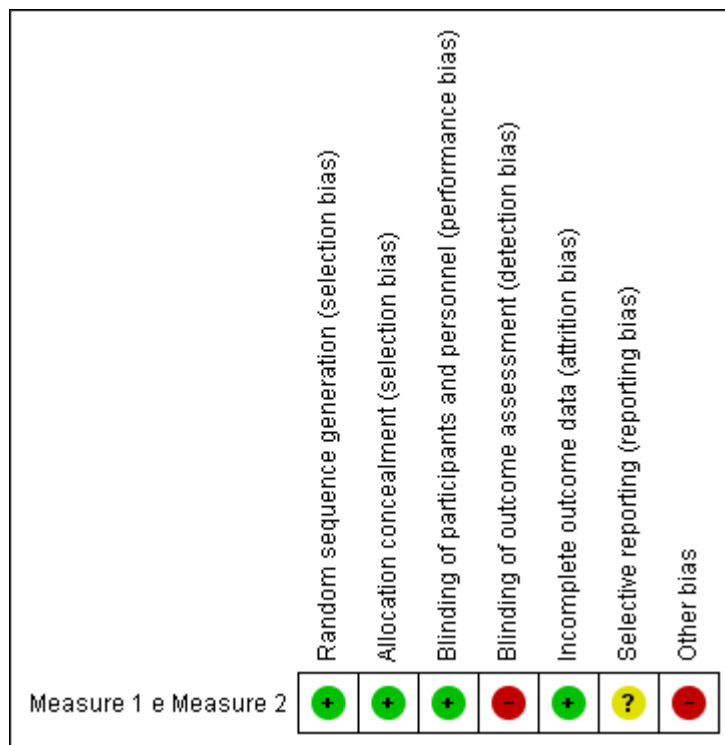 Random sequence generation (selection bias)
Allocation concealment (selection bias)
Blinding of participants and personnel (performance bias)
Blinding of outcome assessment (detection bias)
Incomplete outcome data (attrition bias)
Selective reporting (reporting bias)
Other bias
Measure 1 e Measure 2 + + + - + ? -